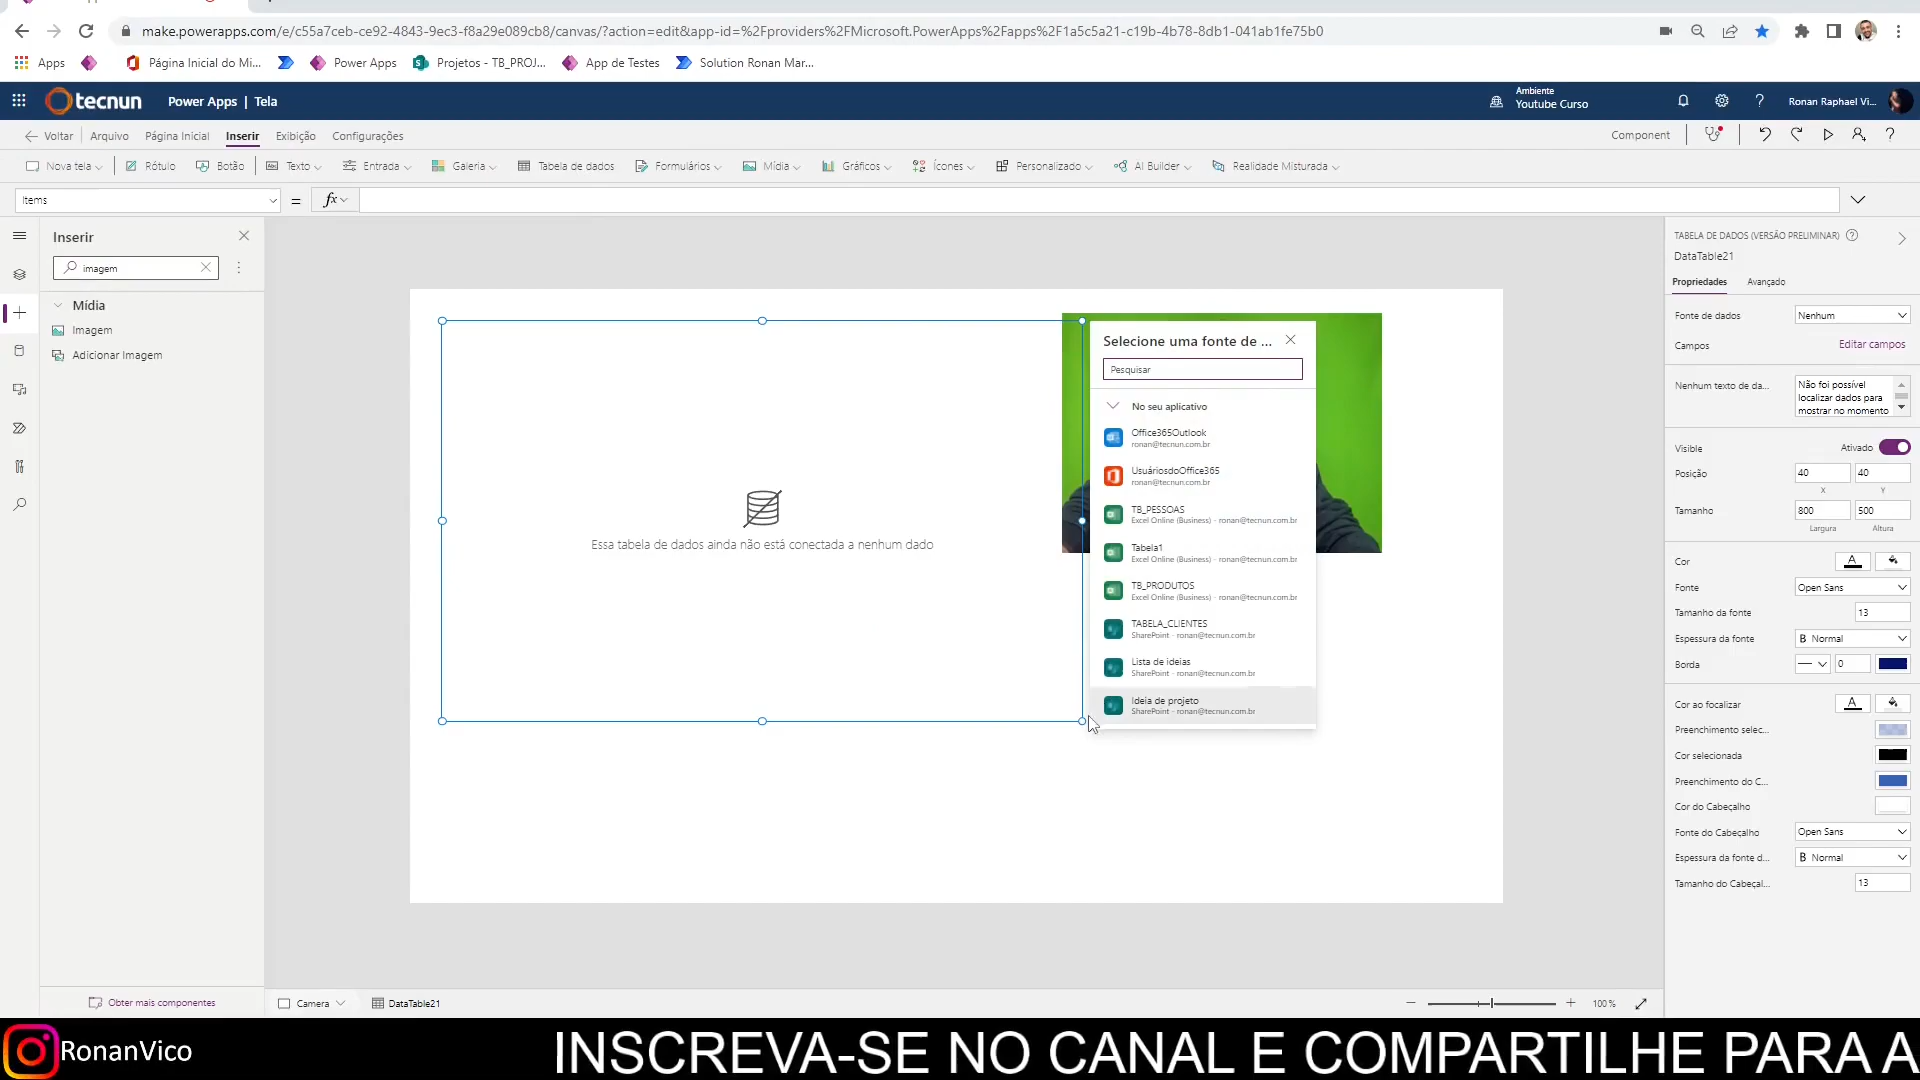 make.powerapps.com/e/c55a7ceb-ce92-4843-9ec3-f8a29e089cb8/canvas/?action=edit&app-id=%2Fproviders%2FMicrosoft.PowerApps%2Fapps%2F1a5c5a21-c19b-4b78-8db1-041ab1fe75b0
Apps
Página Inicial do Mi...
Power Apps
Projetos - TB_PROJ...
App de Testes
Solution Ronan Mar...
tecnun
Power Apps | Tela
Ambiente
Youtube Curso
Ronan Raphael Vi...
Voltar
Arquivo
Página Inicial
Inserir
Exibição
Configurações
Component
Nova tela
Rótulo
Botão
Texto
Entrada
Galeria
Tabela de dados
Formulários
Mídia
Gráficos
Ícones
Personalizado
AI Builder
Realidade Misturada
Items
=
fx
Inserir
imagem
Mídia
Imagem
Adicionar Imagem
Obter mais componentes
Essa tabela de dados ainda não está conectada a nenhum dado
Selecione uma fonte de ...
Pesquisar
No seu aplicativo
Office365Outlook
ronan@tecnun.com.br
UsuáriosdoOffice365
ronan@tecnun.com.br
TB_PESSOAS
Excel Online (Business) - ronan@tecnun.com.br
Tabela1
Excel Online (Business) - ronan@tecnun.com.br
TB_PRODUTOS
Excel Online (Business) - ronan@tecnun.com.br
TABELA_CLIENTES
SharePoint - ronan@tecnun.com.br
Lista de ideias
SharePoint - ronan@tecnun.com.br
Ideia de projeto
SharePoint - ronan@tecnun.com.br
TABELA DE DADOS (VERSÃO PRELIMINAR)
DataTable21
Propriedades
Avançado
Fonte de dados
Nenhum
Campos
Editar campos
Nenhum texto de da...
Não foi possível
localizar dados para
mostrar no momento
Visible
Ativado
Posição
40
40
X
Y
Tamanho
800
500
Largura
Altura
Cor
Fonte
Open Sans
Tamanho da fonte
13
Espessura da fonte
B Normal
Borda
0
Cor ao focalizar
Preenchimento selec...
Cor selecionada
Preenchimento do C...
Cor do Cabeçalho
Fonte do Cabeçalho
Open Sans
Espessura da fonte d...
B Normal
Tamanho do Cabeçal...
13
Camera
DataTable21
100 %
RonanVico
INSCREVA-SE NO CANAL E COMPARTILHE PARA A